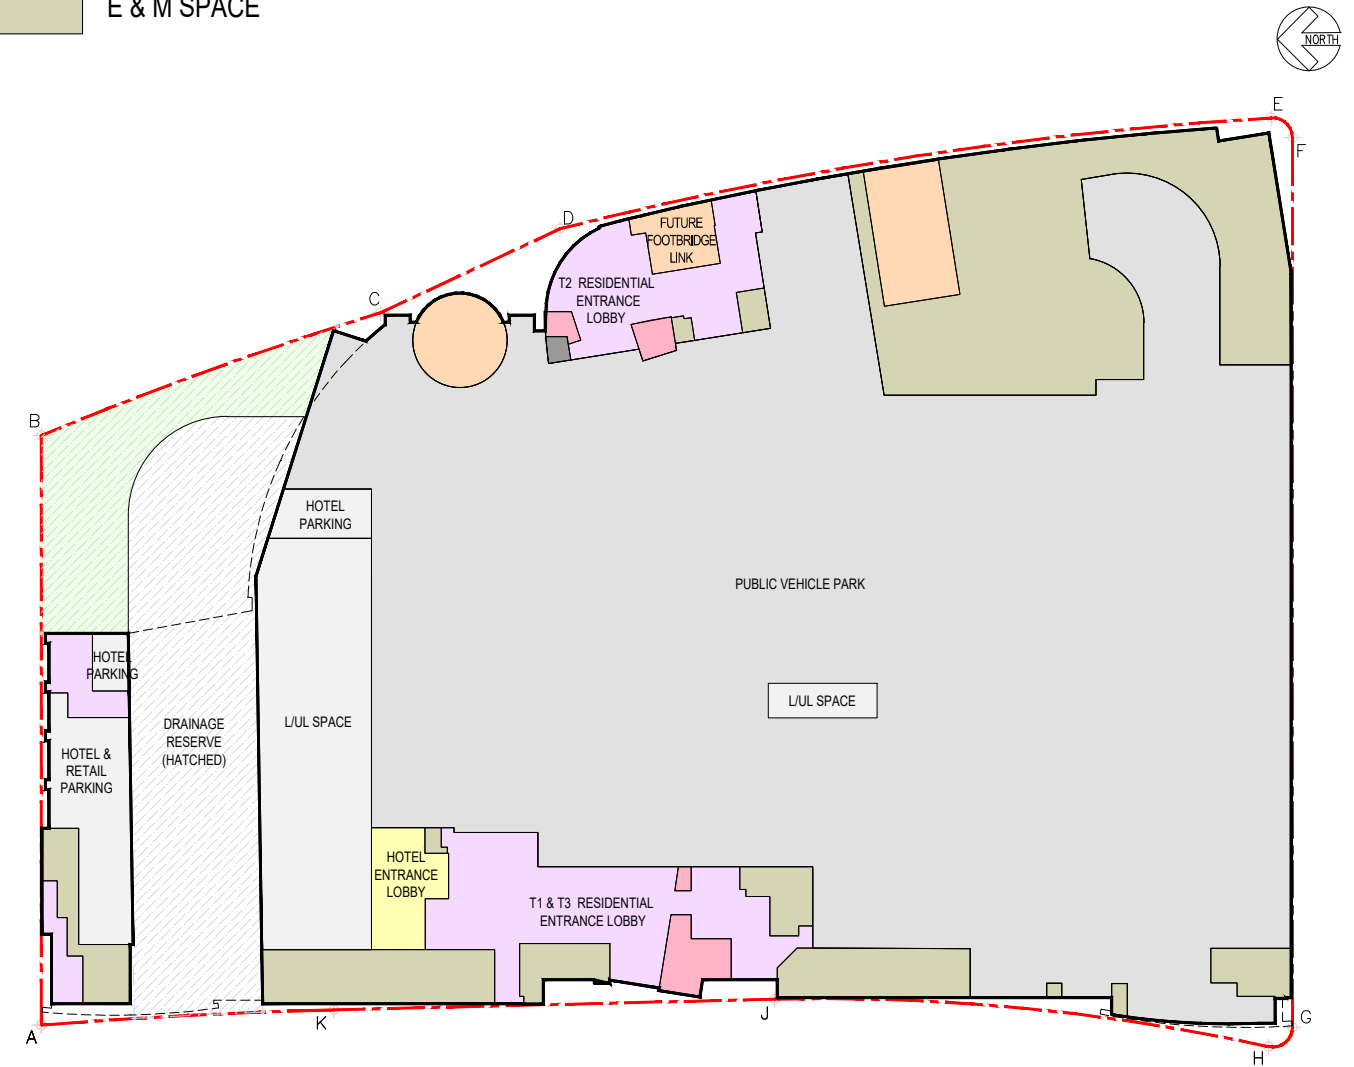 E & M SPACE
NORTH
E
F
D
FUTURE
FOOTBRIDGE
LINK
T2 RESIDENTIAL
ENTRANCE
LOBBY
C
B
HOTEL
PARKING
PUBLIC VEHICLE PARK
HOTEL
PARKING
L/UL SPACE
L/UL SPACE
DRAINAGE
RESERVE
(HATCHED)
HOTEL &
RETAIL
PARKING
HOTEL
ENTRANCE
LOBBY
T1 & T3 RESIDENTIAL
ENTRANCE LOBBY
A
K
J
G
H